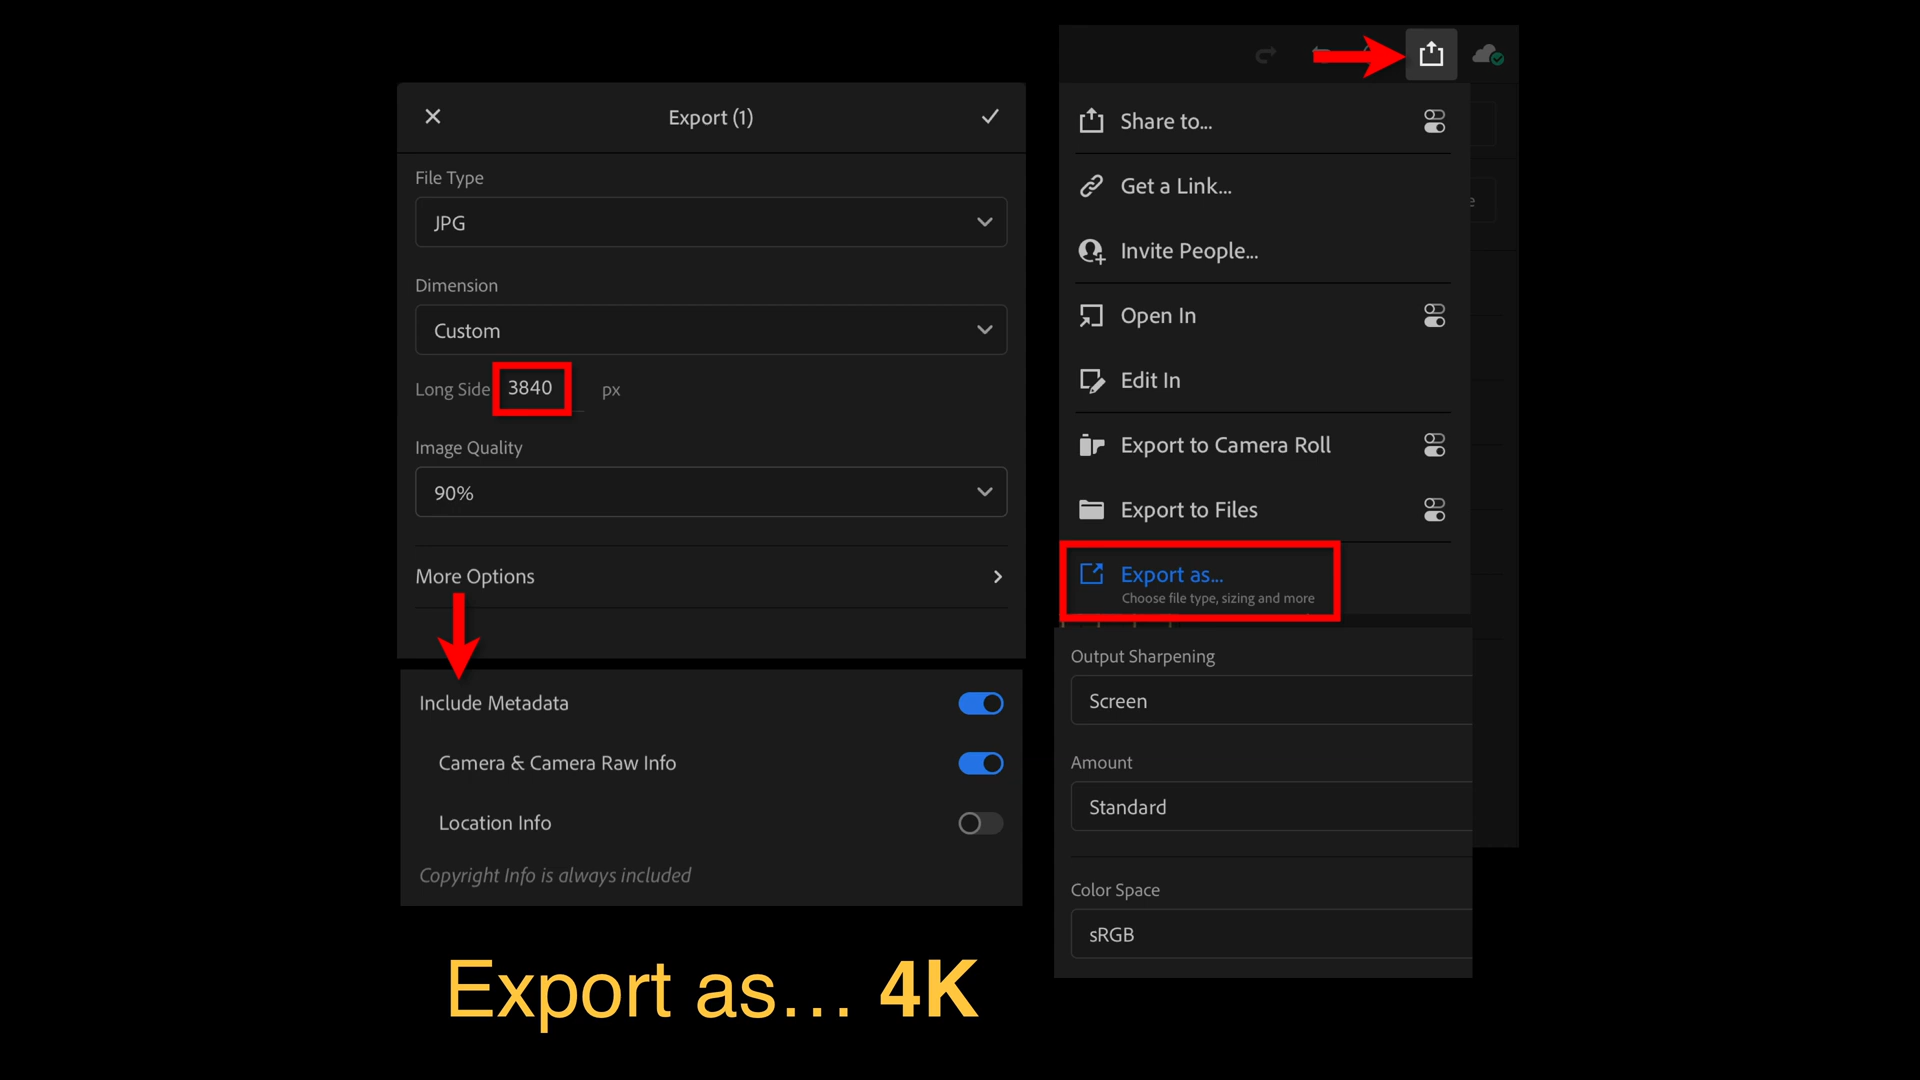 Export (1)
File Type
JPG
Dimension
Custom
Long Side 3840 px
Image Quality
90%
More Options
Include Metadata
Camera & Camera Raw Info
Location Info
Copyright Info is always included
Export as... 4K
Share to...
Get a Link...
Invite People...
Open In
Edit In
Export to Camera Roll
Export to Files
Export as...
Choose file type, sizing and more
Output Sharpening
Screen
Amount
Standard
Color Space
sRGB